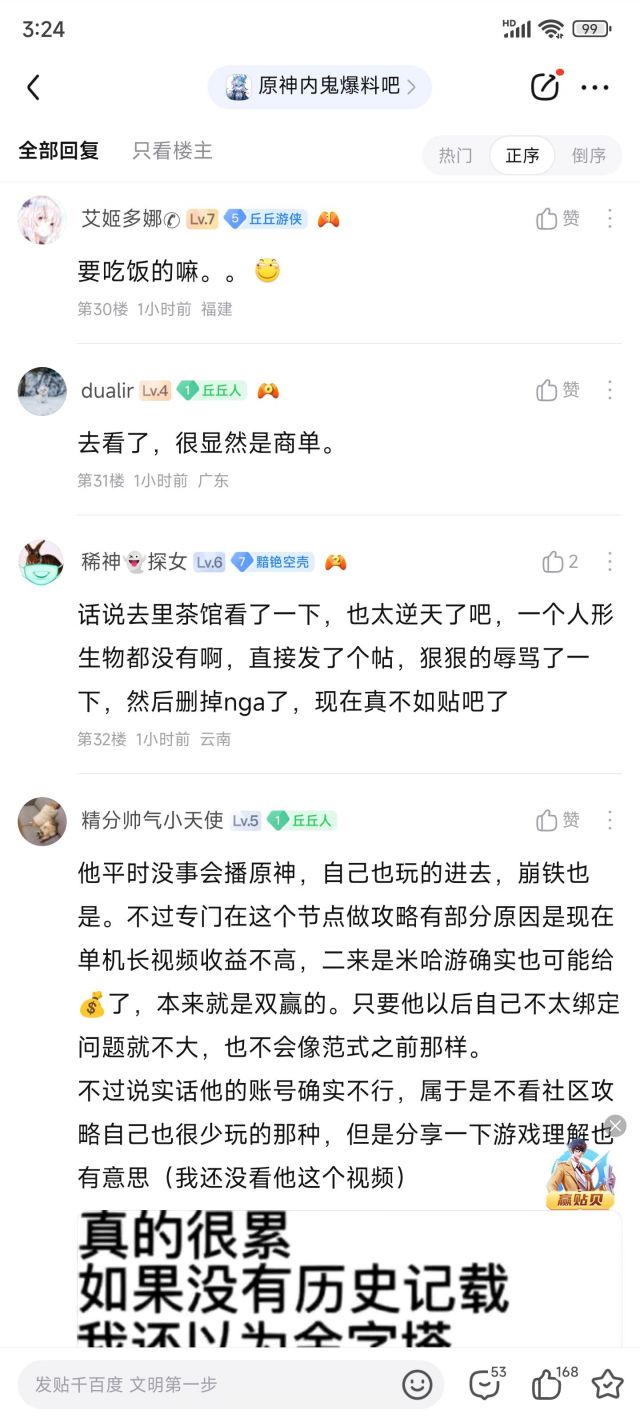 3:24
HD
99
原神内鬼爆料吧
全部回复
只看楼主
热门
正序
倒序
艾姬多娜✆ Lv.7 5 丘丘游侠
赞
要吃饭的嘛。。
第30楼 1小时前 福建
dualir Lv.4 1 丘丘人
赞
去看了，很显然是商单。
第31楼 1小时前 广东
稀神👻探女 Lv.6 7 黯铯空壳 2
2
话说去里茶馆看了一下，也太逆天了吧，一个人形
生物都没有啊，直接发了个帖，狠狠的辱骂了一
下，然后删掉nga了，现在真不如贴吧了
第32楼 1小时前 云南
精分帅气小天使 Lv.5 1 丘丘人
赞
他平时没事会播原神，自己也玩的进去，崩铁也
是。不过专门在这个节点做攻略有部分原因是现在
单机长视频收益不高，二来是米哈游确实也可能给
💰了，本来就是双赢的。只要他以后自己不太绑定
问题就不大，也不会像范式之前那样。
不过说实话他的账号确实不行，属于是不看社区攻
略自己也很少玩的那种，但是分享一下游戏理解也
有意思（我还没看他这个视频）
赢贴贝
真的很累
如果没有历史记载
我还以为金字塔
发贴千百度 文明第一步
53
168